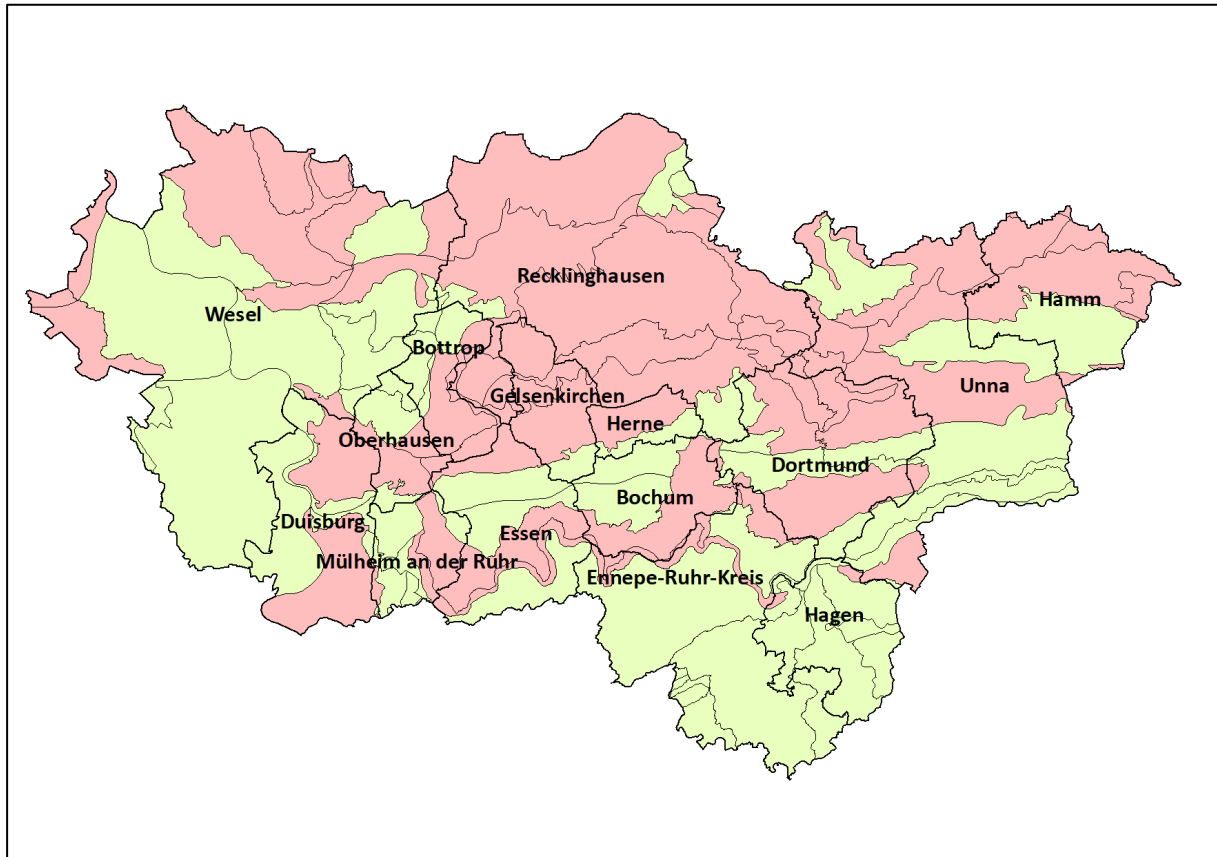 Recklinghausen
Hamm
Wesel
Bottrop
Unna
Gelsenkirchen
Herne
Oberhausen
Dortmund
Bochum
Duisburg
Essen
Mülheim an der Ruhr
Ennepe-Ruhr-Kreis
Hagen